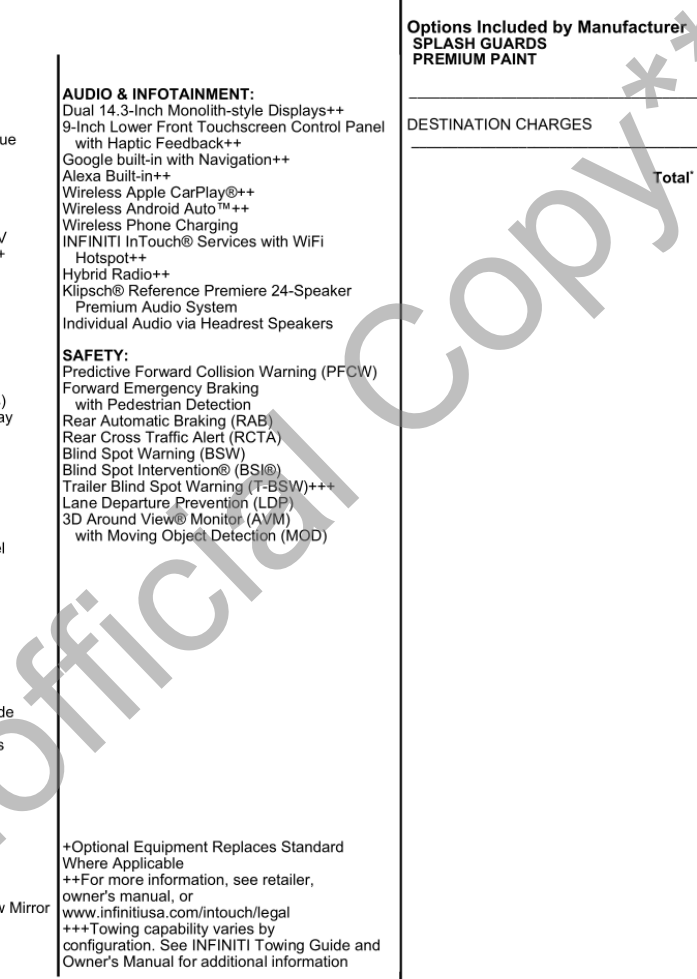 ue
V
+
)
ay
el
de
s
w Mirror
AUDIO & INFOTAINMENT:
Dual 14.3-Inch Monolith-style Displays++
9-Inch Lower Front Touchscreen Control Panel
with Haptic Feedback++
Google built-in with Navigation++
Alexa Built-in++
Wireless Apple CarPlay®++
Wireless Android Auto™++
Wireless Phone Charging
INFINITI InTouch® Services with WiFi
Hotspot++
Hybrid Radio++
Klipsch® Reference Premiere 24-Speaker
Premium Audio System
Individual Audio via Headrest Speakers
SAFETY:
Predictive Forward Collision Warning (PFCW)
Forward Emergency Braking
with Pedestrian Detection
Rear Automatic Braking (RAB)
Rear Cross Traffic Alert (RCTA)
Blind Spot Warning (BSW)
Blind Spot Intervention® (BSI®)
Trailer Blind Spot Warning (T-BSW)+++
Lane Departure Prevention (LDP)
3D Around View® Monitor (AVM)
with Moving Object Detection (MOD)
+Optional Equipment Replaces Standard
Where Applicable
++For more information, see retailer,
owner's manual, or
www.infinitiusa.com/intouch/legal
+++Towing capability varies by
configuration. See INFINITI Towing Guide and
Owner's Manual for additional information
Options Included by Manufacturer
SPLASH GUARDS
PREMIUM PAINT
DESTINATION CHARGES
Total*
official Copy**